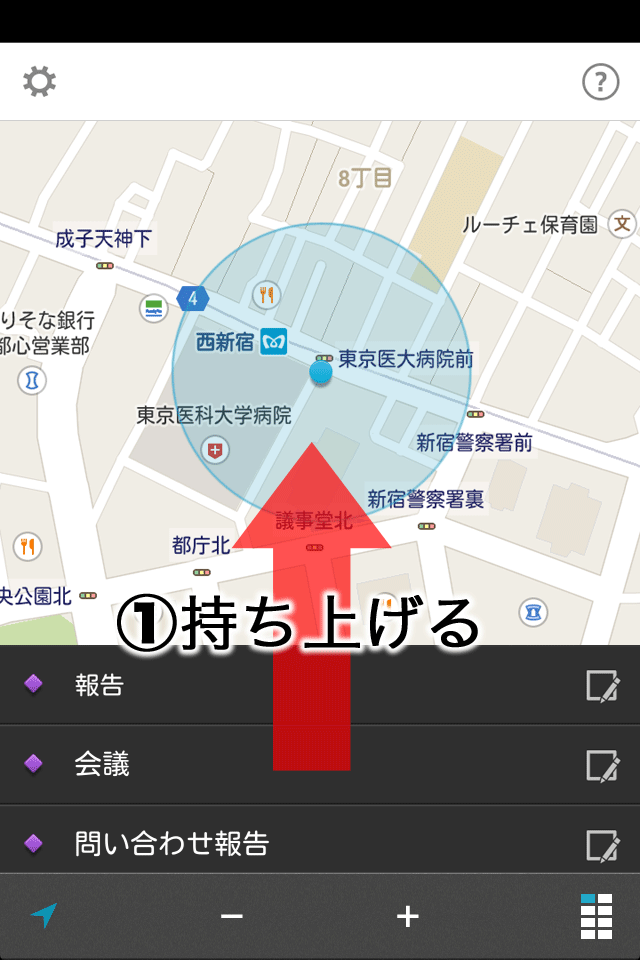 ?
8丁目
ルーチェ保育園 文
成子天神下
4
りそな銀行
都心営業部
西新宿
東京医大病院前
東京医科大学病院
新宿警察署前
新宿警察署裏
議事堂北
都庁北
央公園北
①持ち上げる
報告
会議
問い合わせ報告
− +